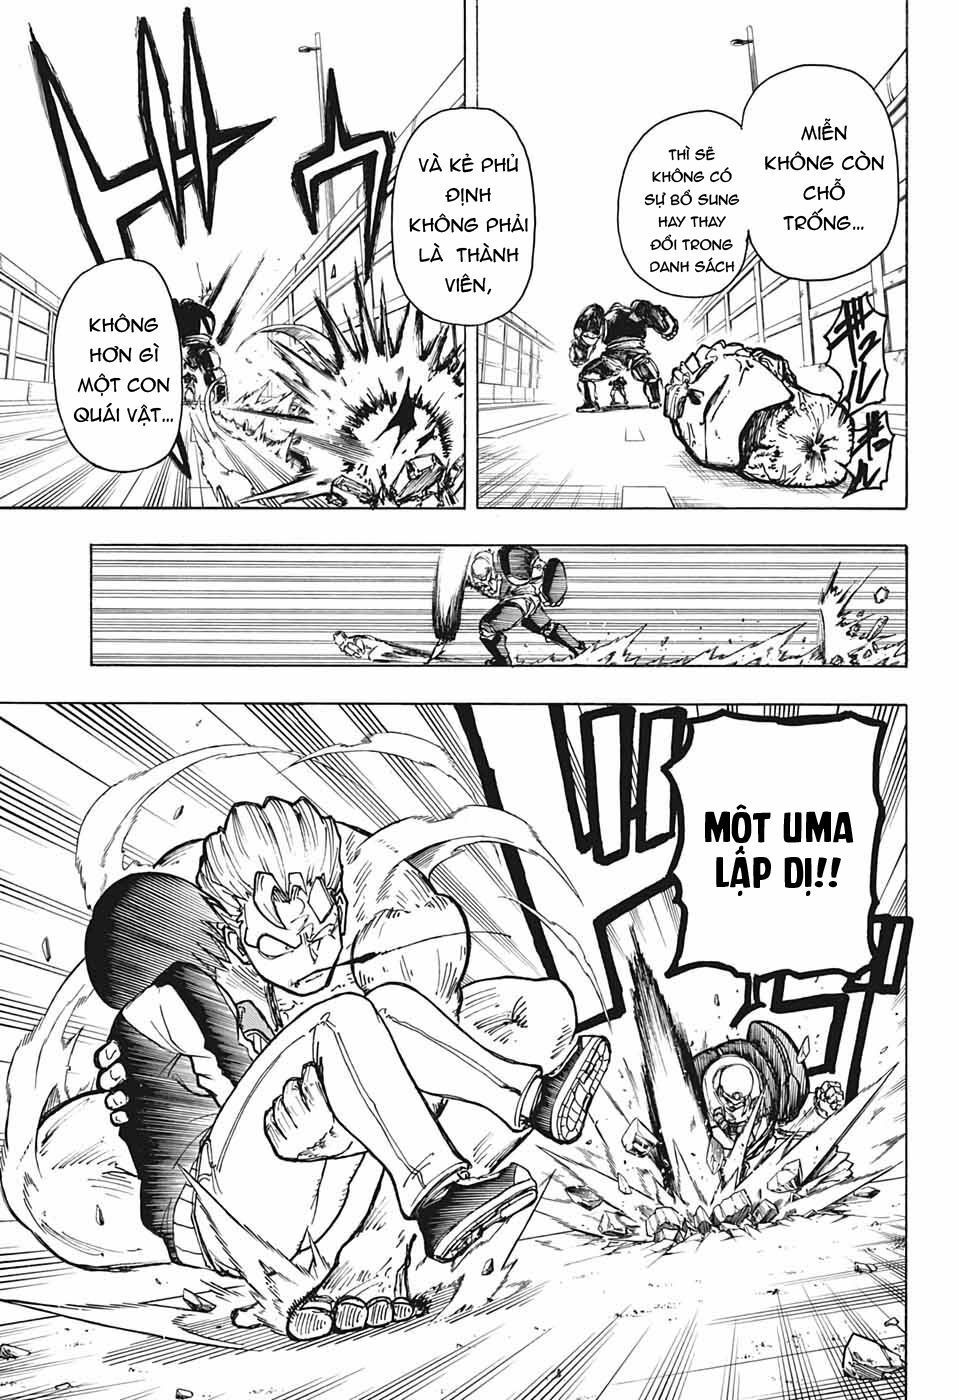 MIỄN
KHÔNG CÒN
CHỖ
TRỐNG...
THÌ SẼ
KHÔNG CÓ
SỰ BỔ SUNG
HAY THAY
ĐỔI TRONG
DANH SÁCH
VÀ KẺ PHỦ
ĐỊNH
KHÔNG PHẢI
LÀ THÀNH
VIÊN,
KHÔNG
HƠN GÌ
MỘT CON
QUÁI VẬT...
MỘT UMA
LẬP DỊ!!